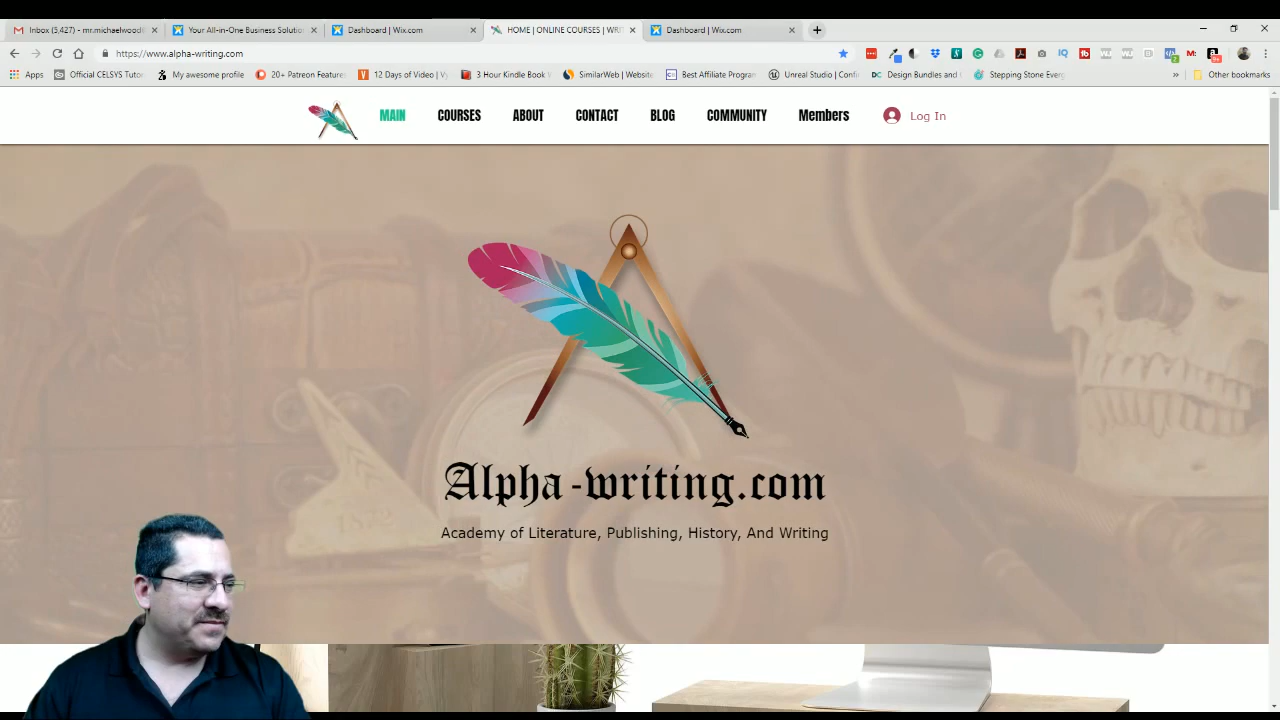 Inbox (5,427) - mr.michaelwood
Your All-in-One Business Solutio
Dashboard | Wix.com
HOME | ONLINE COURSES | WRI
Dashboard | Wix.com
https://www.alpha-writing.com
Apps
Official CELSYS Tutor
My awesome profile
20+ Patreon Features
12 Days of Video | Vy
3 Hour Kindle Book
SimilarWeb | Website
Best Affiliate Program
Unreal Studio | Confi
Design Bundles and
Stepping Stone Ever
»
Other bookmarks
MAIN
COURSES
ABOUT
CONTACT
BLOG
COMMUNITY
Members
Log In
Alpha-writing.com
Academy of Literature, Publishing, History, And Writing